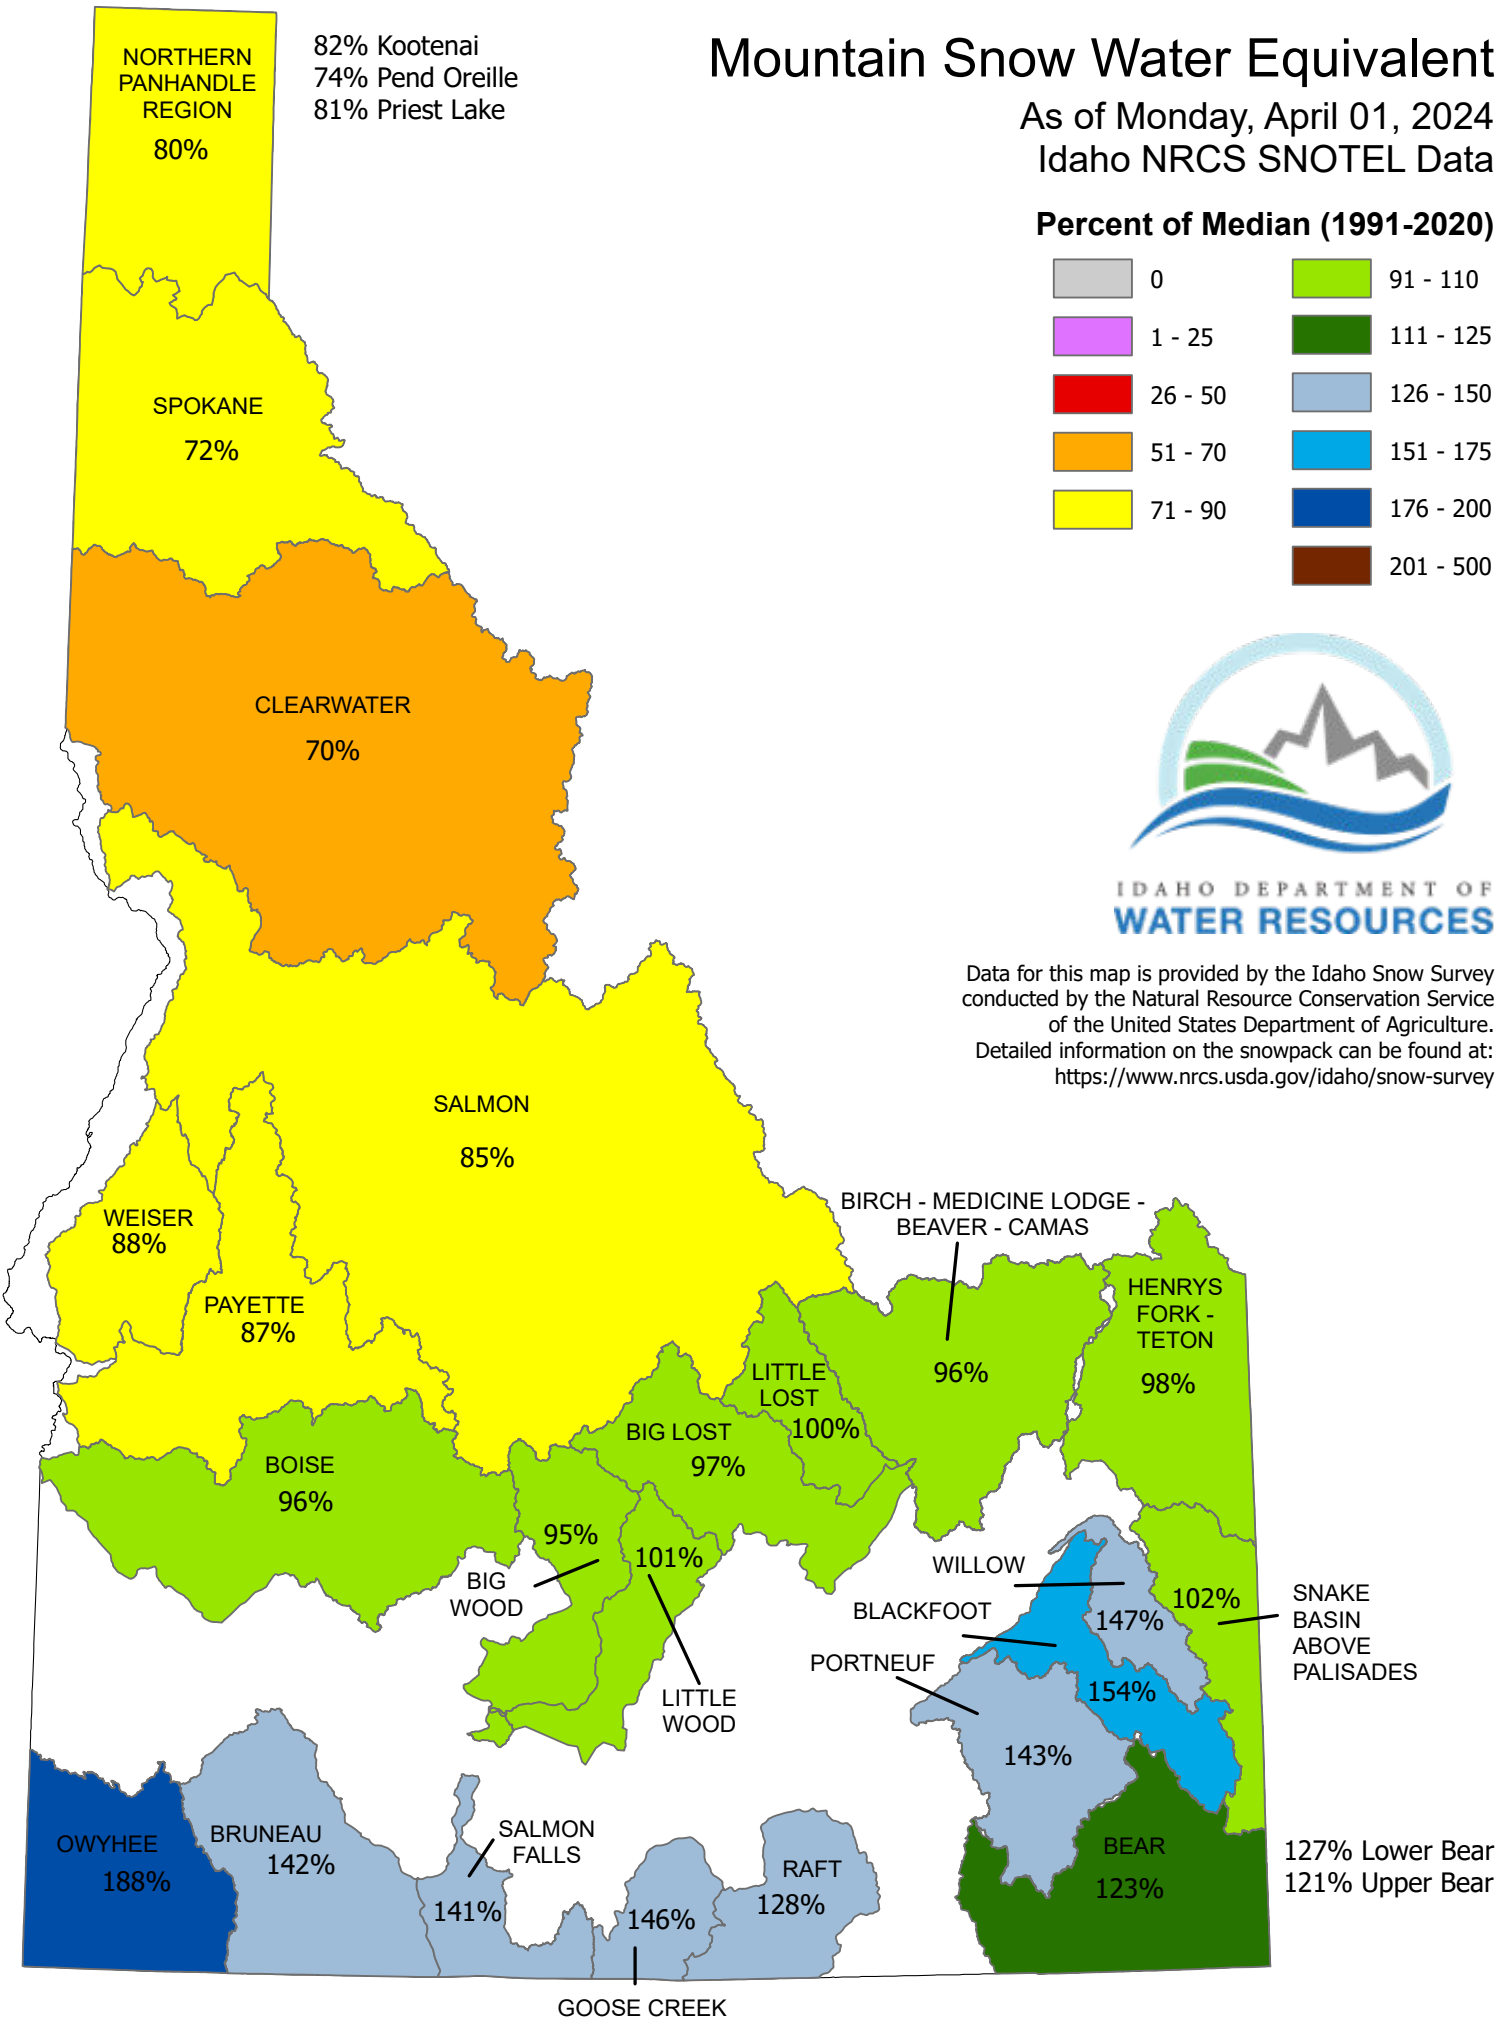 Mountain Snow Water Equivalent
As of Monday, April 01, 2024
Idaho NRCS SNOTEL Data
Percent of Median (1991-2020)
0
1 - 25
26 - 50
51 - 70
71 - 90
91 - 110
111 - 125
126 - 150
151 - 175
176 - 200
201 - 500
IDAHO DEPARTMENT OF
WATER RESOURCES
Data for this map is provided by the Idaho Snow Survey
conducted by the Natural Resource Conservation Service
of the United States Department of Agriculture.
Detailed information on the snowpack can be found at:
https://www.nrcs.usda.gov/idaho/snow-survey
NORTHERN
PANHANDLE
REGION
80%
82% Kootenai
74% Pend Oreille
81% Priest Lake
SPOKANE
72%
CLEARWATER
70%
SALMON
85%
WEISER
88%
PAYETTE
87%
BIRCH - MEDICINE LODGE -
BEAVER - CAMAS
96%
HENRYS
FORK -
TETON
98%
LITTLE
LOST
100%
BIG LOST
97%
BOISE
96%
95%
BIG
WOOD
101%
LITTLE
WOOD
WILLOW
147%
BLACKFOOT
154%
PORTNEUF
143%
102%
SNAKE
BASIN
ABOVE
PALISADES
OWYHEE
188%
BRUNEAU
142%
SALMON
FALLS
141%
146%
GOOSE CREEK
RAFT
128%
BEAR
123%
127% Lower Bear
121% Upper Bear